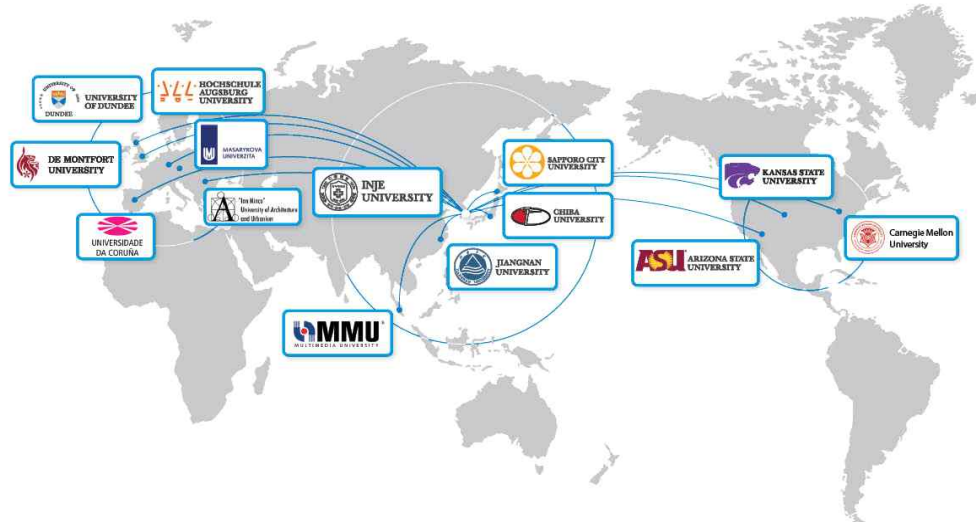 UNIVERSITY
OF DUNDEE
DUNDEE
HOCHSCHULE
AUGSBURG
UNIVERSITY
DE MONTFORT
UNIVERSITY
MASARYKOVA
UNIVERZITA
MU
"Ion Mincu"
University of Architecture
and Urbanism
UNIVERSIDADE
DA CORUÑA
INJE
UNIVERSITY
SAPPORO CITY
UNIVERSITY
CHIBA
UNIVERSITY
JIANGNAN
UNIVERSITY
MMU
MULTIMEDIA UNIVERSITY
KANSAS STATE
UNIVERSITY
ASU ARIZONA STATE
UNIVERSITY
Carnegie Mellon
University